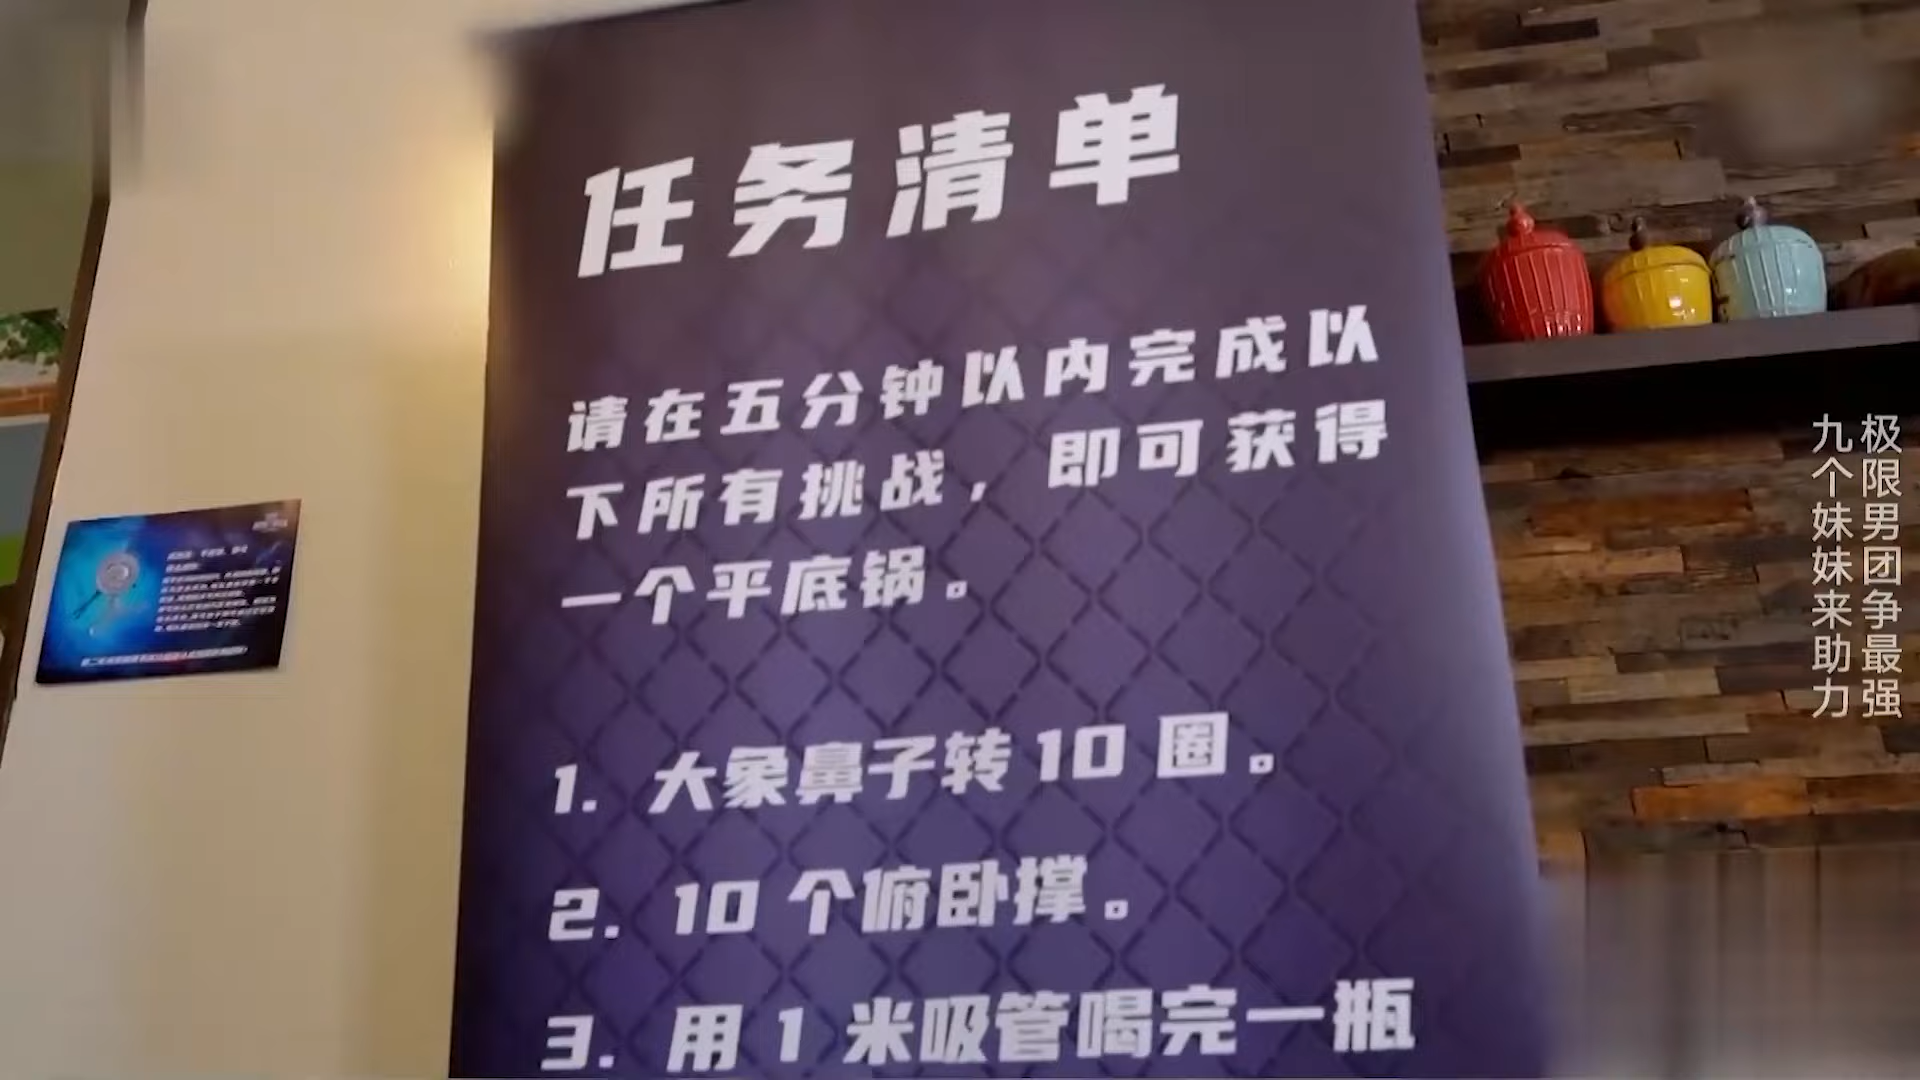 任务清单
请在五分钟以内完成以
下所有挑战，即可获得
一个平底锅。
1. 大象鼻子转10圈。
2. 10个俯卧撑。
3. 用1米吸管喝完一瓶
极限男团争最强
九个妹妹来助力